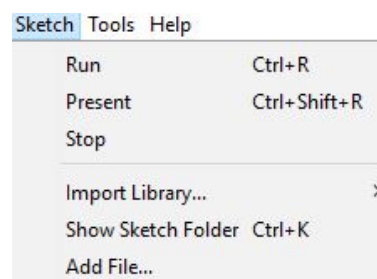 Sketch Tools Help
Run Ctrl+R
Present Ctrl+Shift+R
Stop
Import Library...
Show Sketch Folder Ctrl+K
Add File...